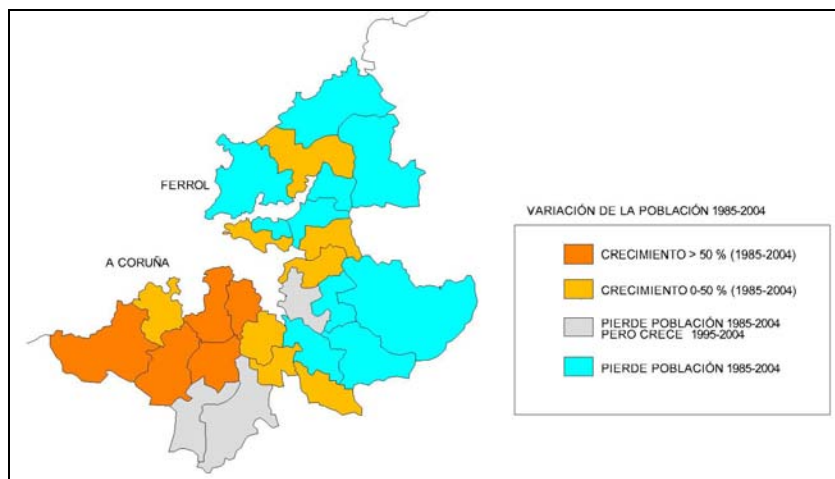 FERROL
A CORUÑA
VARIACIÓN DE LA POBLACIÓN 1985-2004
CRECIMIENTO > 50 % (1985-2004)
CRECIMIENTO 0-50 % (1985-2004)
PIERDE POBLACIÓN 1985-2004
PERO CRECE 1995-2004
PIERDE POBLACIÓN 1985-2004